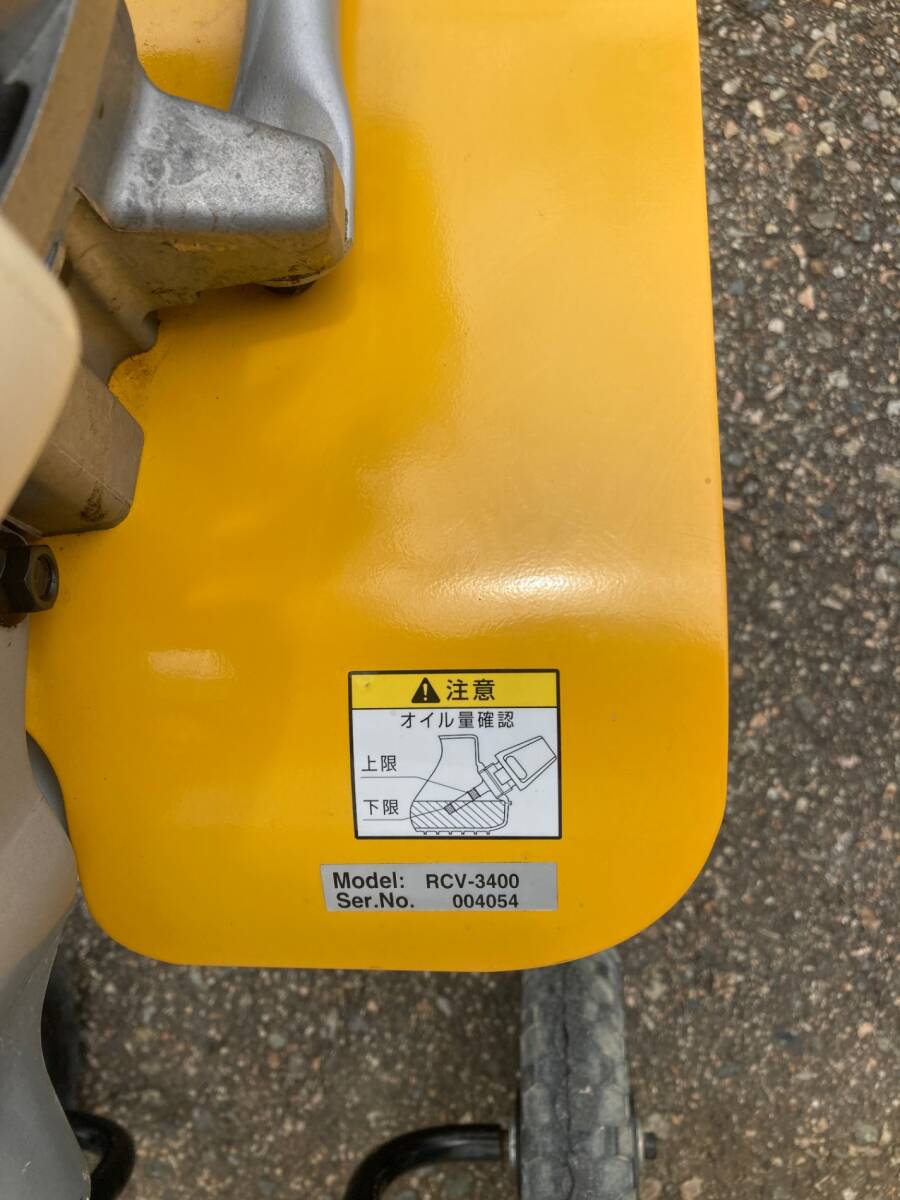 注意
オイル量確認
上限
下限
Model: RCV-3400
Ser.No. 004054